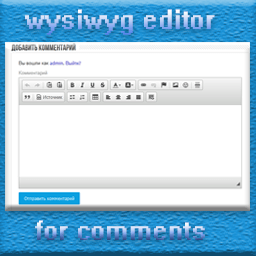 wysiwyg editor
ДОБАВИТЬ КОММЕНТАРИЙ
Вы вошли как admin. Выйти?
Комментарий
B I U S A A
Источник
Отправить комментарий
for comments